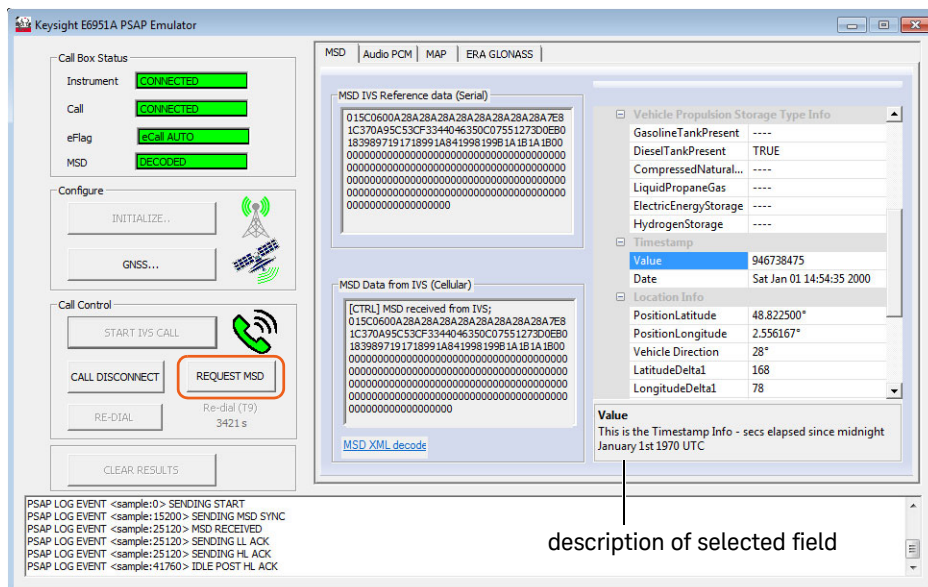 Keysight E6951A PSAP Emulator
Call Box Status
Instrument CONNECTED
Call CONNECTED
eFlag eCall AUTO
MSD DECODED
Configure
INITIALIZE..
GNSS...
Call Control
START IVS CALL
CALL DISCONNECT REQUEST MSD
RE-DIAL Re-dial (T9)
3421 s
CLEAR RESULTS
MSD Audio PCM MAP ERA GLONASS
MSD IVS Reference data (Serial)
015C0600A28A28A28A28A28A28A28A28A7E8
1C370A95C53CF3344046350C07551273D0EB0
183989719171899 1A841998199B1A1B1A1B00
0000000000000000000000000000000000000
0000000000000000000000000000000000000
0000000000000000000000000000000000000
0000000000000000000000000000000000000
00000000000000000000
MSD Data from IVS (Cellular)
[CTRL] MSD received from IVS;
015C0600A28A28A28A28A28A28A28A28A7E8
1C370A95C53CF3344046350C07551273D0EB0
1839897191718991A841998199B1A1B1A1B00
0000000000000000000000000000000000000
0000000000000000000000000000000000000
0000000000000000000000000000000000000
0000000000000000000000000000000000000
00000000000000000000
MSD XML decode
Vehicle Propulsion Storage Type Info
GasolineTankPresent ----
DieselTankPresent TRUE
CompressedNatural... ----
LiquidPropaneGas ----
ElectricEnergyStorage ----
HydrogenStorage ----
Timestamp
Value 946738475
Date Sat Jan 01 14:54:35 2000
Location Info
PositionLatitude 48.822500°
PositionLongitude 2.556167°
Vehicle Direction 28°
LatitudeDelta1 168
LongitudeDelta1 78
Value
This is the Timestamp Info - secs elapsed since midnight
January 1st 1970 UTC
PSAP LOG EVENT <sample:0> SENDING START
PSAP LOG EVENT <sample:15200> SENDING MSD SYNC
PSAP LOG EVENT <sample:25120> MSD RECEIVED
PSAP LOG EVENT <sample:25120> SENDING LL ACK
PSAP LOG EVENT <sample:25120> SENDING HL ACK
PSAP LOG EVENT <sample:41760> IDLE POST HL ACK
description of selected field